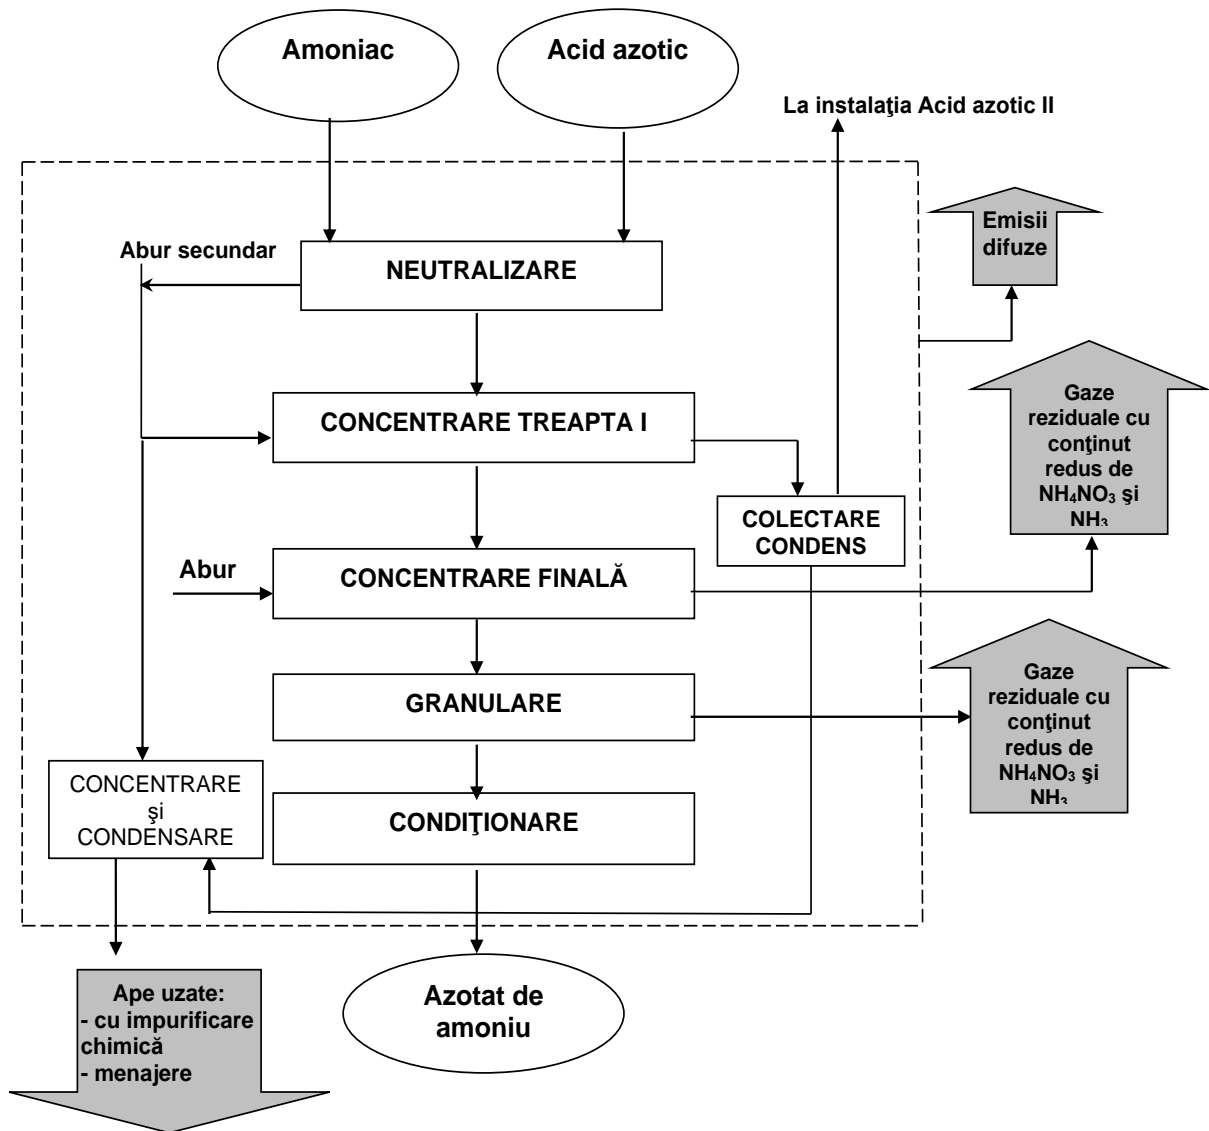 Amoniac
Acid azotic
La instalaţia Acid azotic II
Emisii
difuze
Abur secundar
NEUTRALIZARE
CONCENTRARE TREAPTA I
Gaze
reziduale cu
conţinut
redus de
NH₄NO₃ şi
NH₃
COLECTARE
CONDENS
Abur
CONCENTRARE FINALĂ
GRANULARE
Gaze
reziduale cu
conţinut
redus de
NH₄NO₃ şi
NH₃
CONCENTRARE
şi
CONDENSARE
CONDIŢIONARE
Ape uzate:
- cu impurificare
chimică
- menajere
Azotat de
amoniu